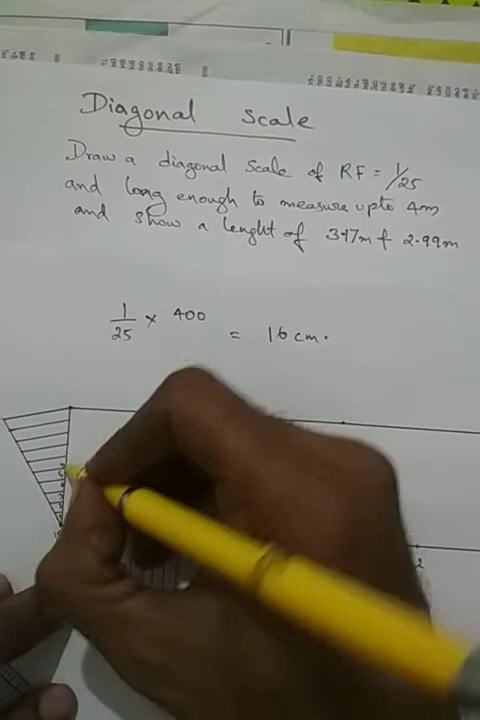 Diagonal Scale
Draw a diagonal Scale of RF = 1/25
and long enough to measure upto 4m
and show a lenght of 3.17m & 2.99m
1/25 × 400 = 16 cm.
2